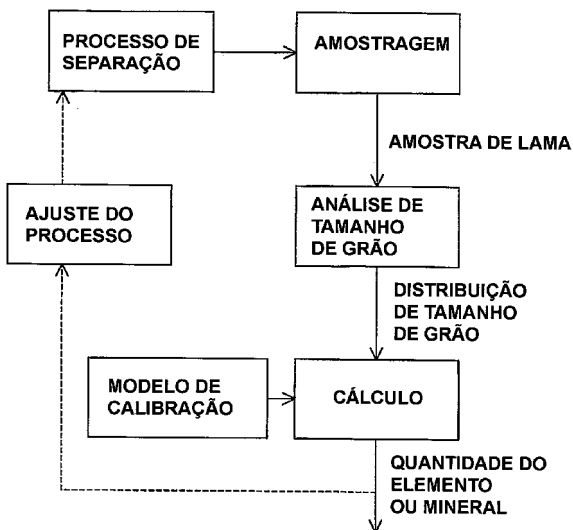 PROCESSO DE
SEPARAÇÃO
AMOSTRAGEM
AMOSTRA DE LAMA
AJUSTE DO
PROCESSO
ANÁLISE DE
TAMANHO
DE GRÃO
DISTRIBUIÇÃO
DE TAMANHO
DE GRÃO
MODELO DE
CALIBRAÇÃO
CÁLCULO
QUANTIDADE DO
ELEMENTO
OU MINERAL